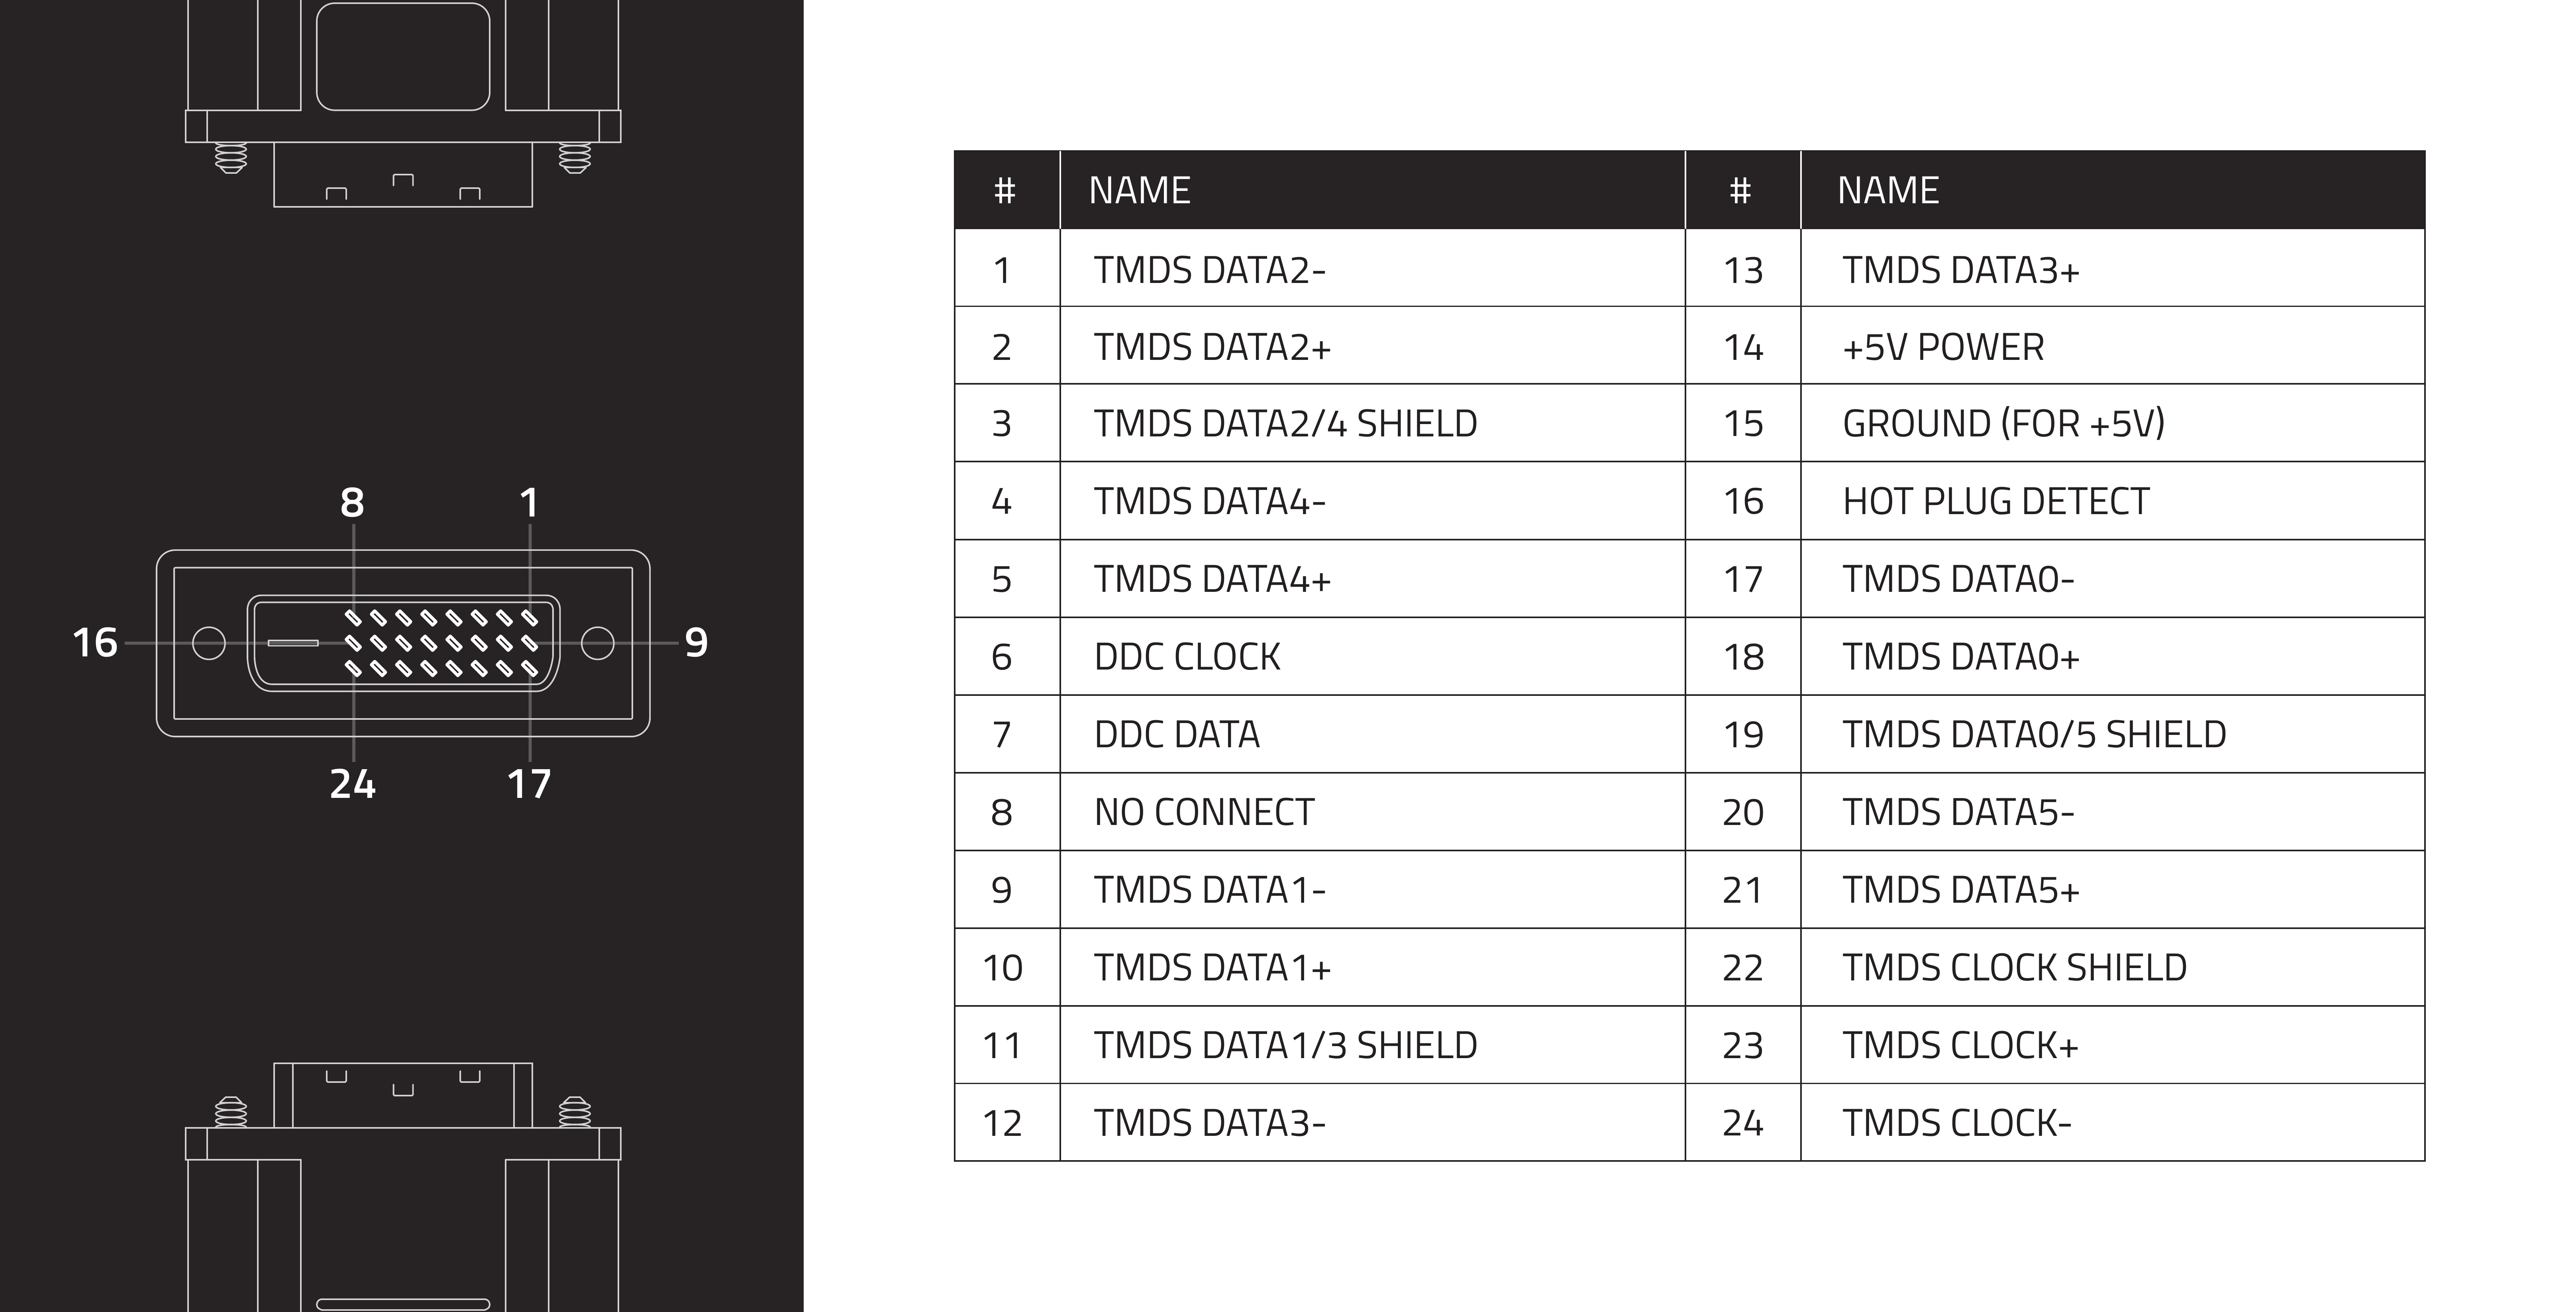 8 1
16 9
24 17
# NAME # NAME
1 TMDS DATA2- 13 TMDS DATA3+
2 TMDS DATA2+ 14 +5V POWER
3 TMDS DATA2/4 SHIELD 15 GROUND (FOR +5V)
4 TMDS DATA4- 16 HOT PLUG DETECT
5 TMDS DATA4+ 17 TMDS DATA0-
6 DDC CLOCK 18 TMDS DATA0+
7 DDC DATA 19 TMDS DATA0/5 SHIELD
8 NO CONNECT 20 TMDS DATA5-
9 TMDS DATA1- 21 TMDS DATA5+
10 TMDS DATA1+ 22 TMDS CLOCK SHIELD
11 TMDS DATA1/3 SHIELD 23 TMDS CLOCK+
12 TMDS DATA3- 24 TMDS CLOCK-